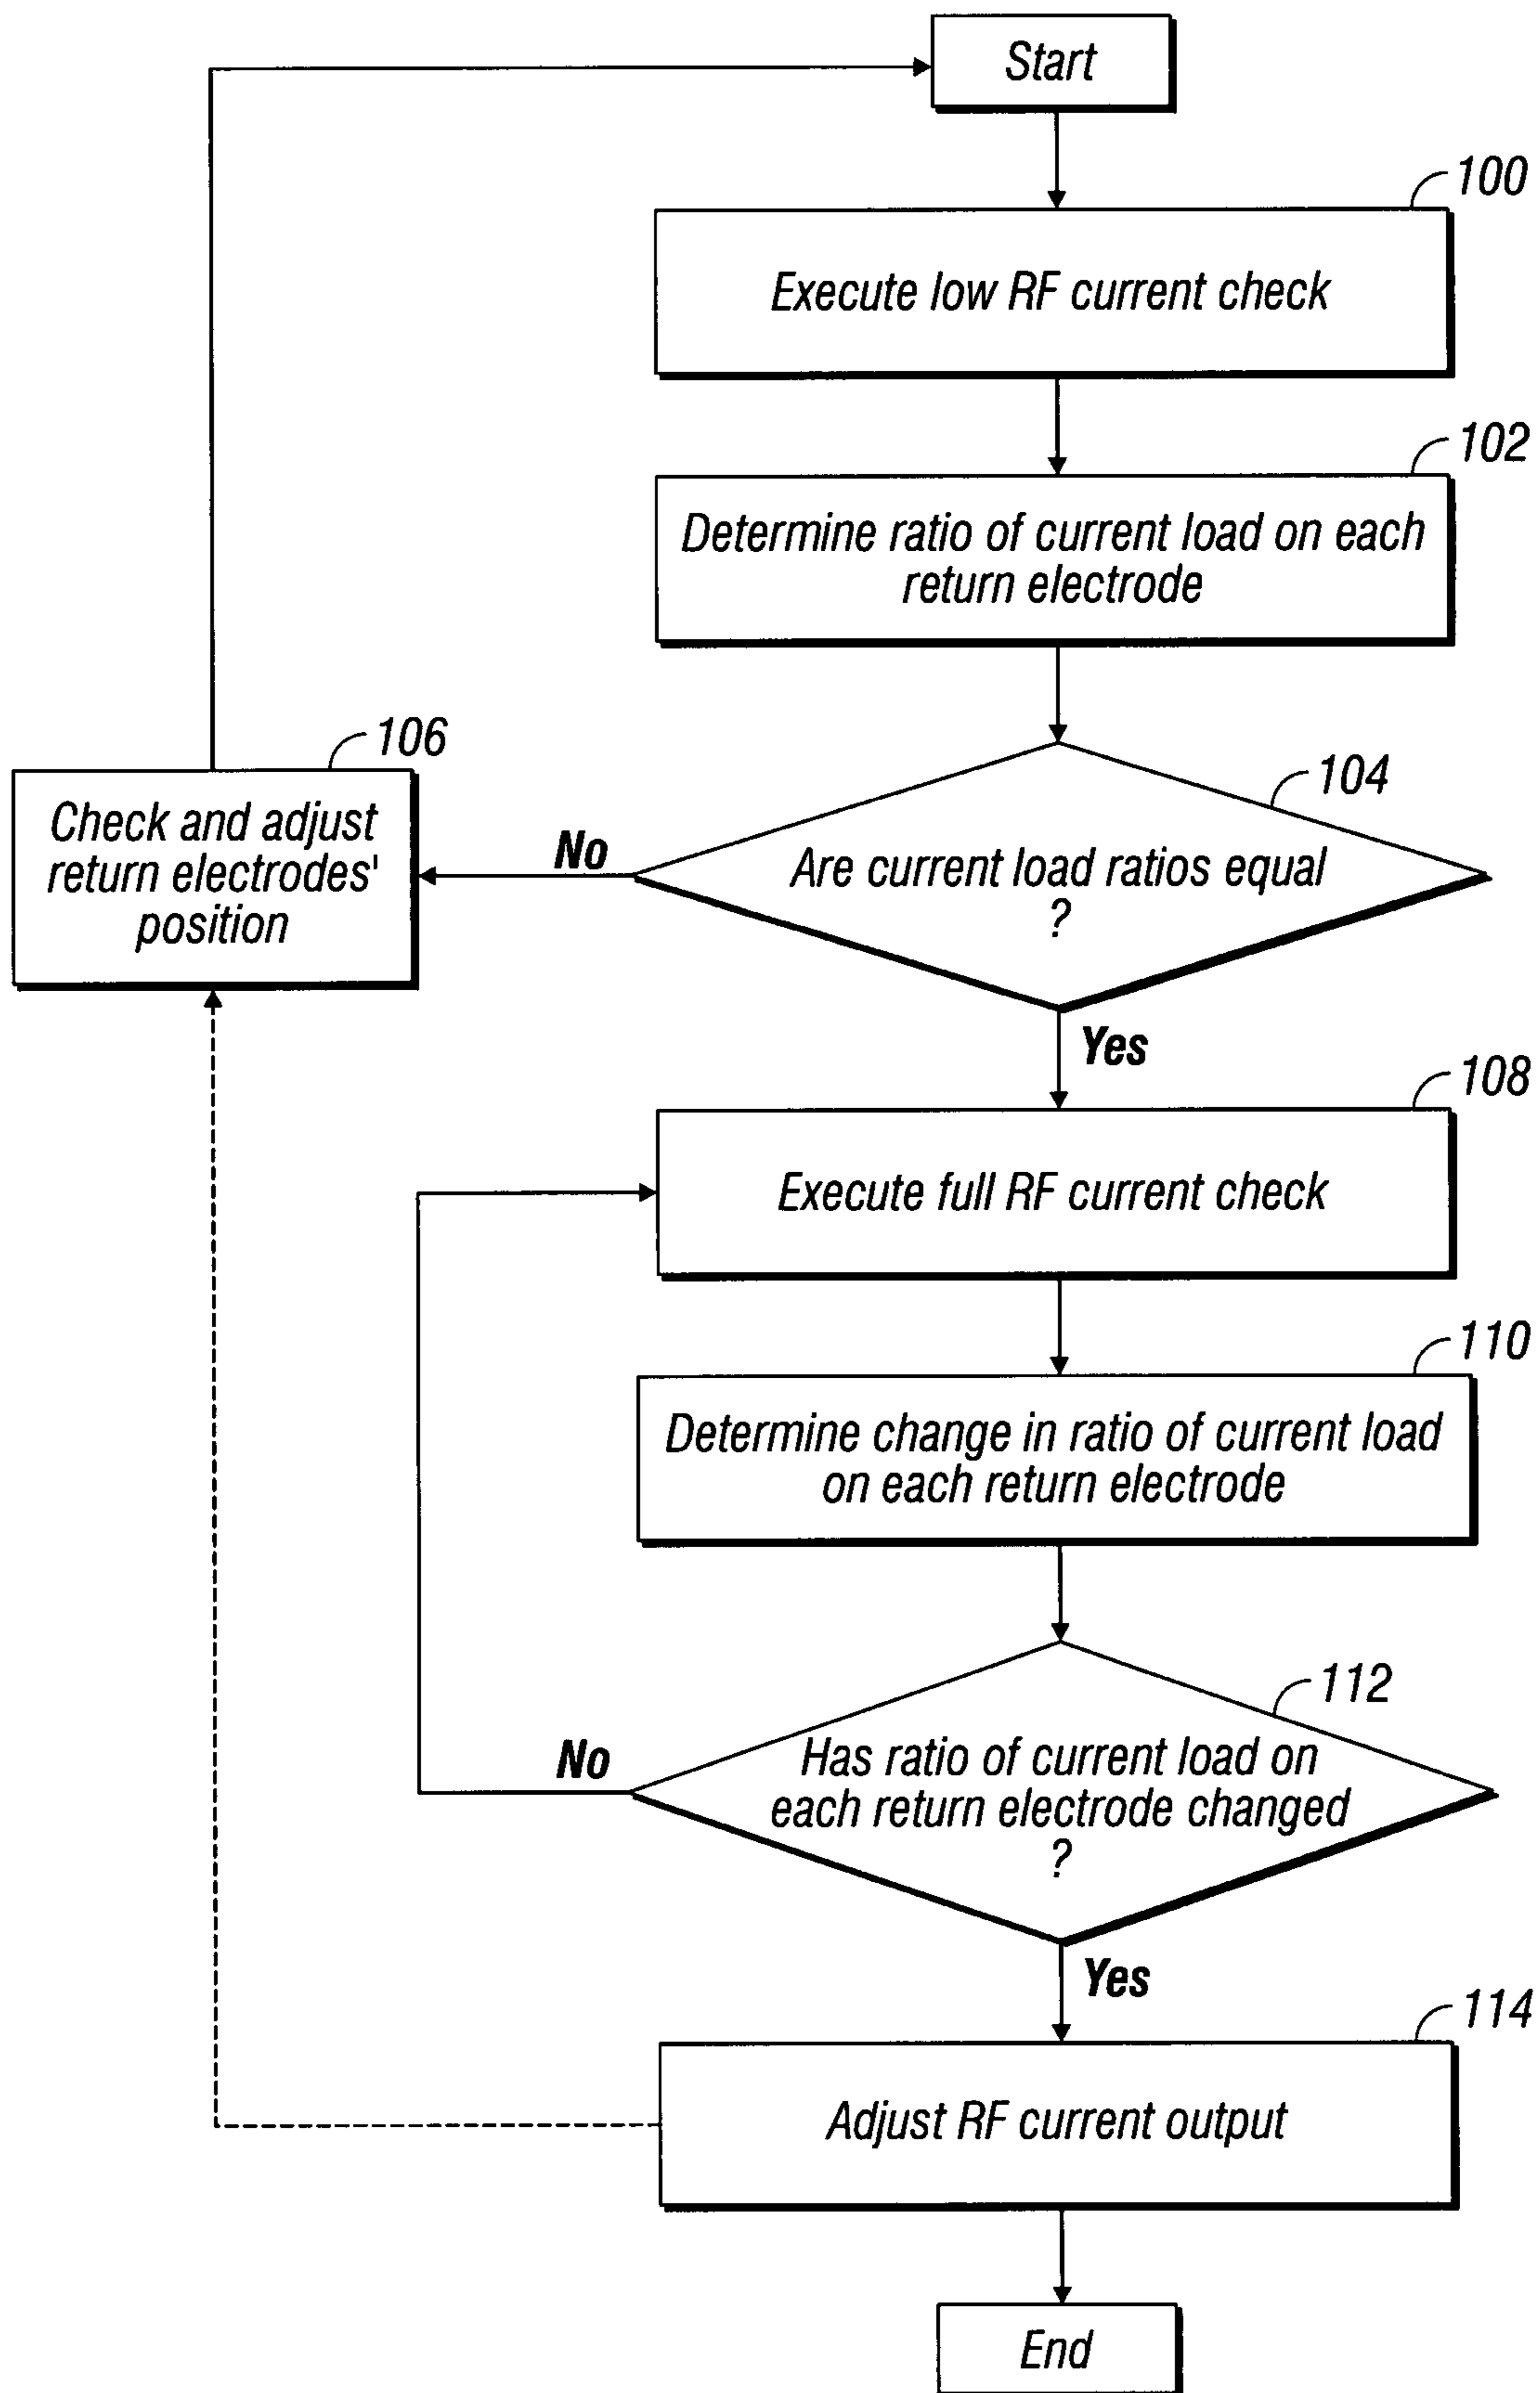 Start
100
Execute low RF current check
102
Determine ratio of current load on each
return electrode
106
Check and adjust
return electrodes'
position
No
104
Are current load ratios equal
?
Yes
108
Execute full RF current check
110
Determine change in ratio of current load
on each return electrode
112
No
Has ratio of current load on
each return electrode changed
?
Yes
114
Adjust RF current output
End